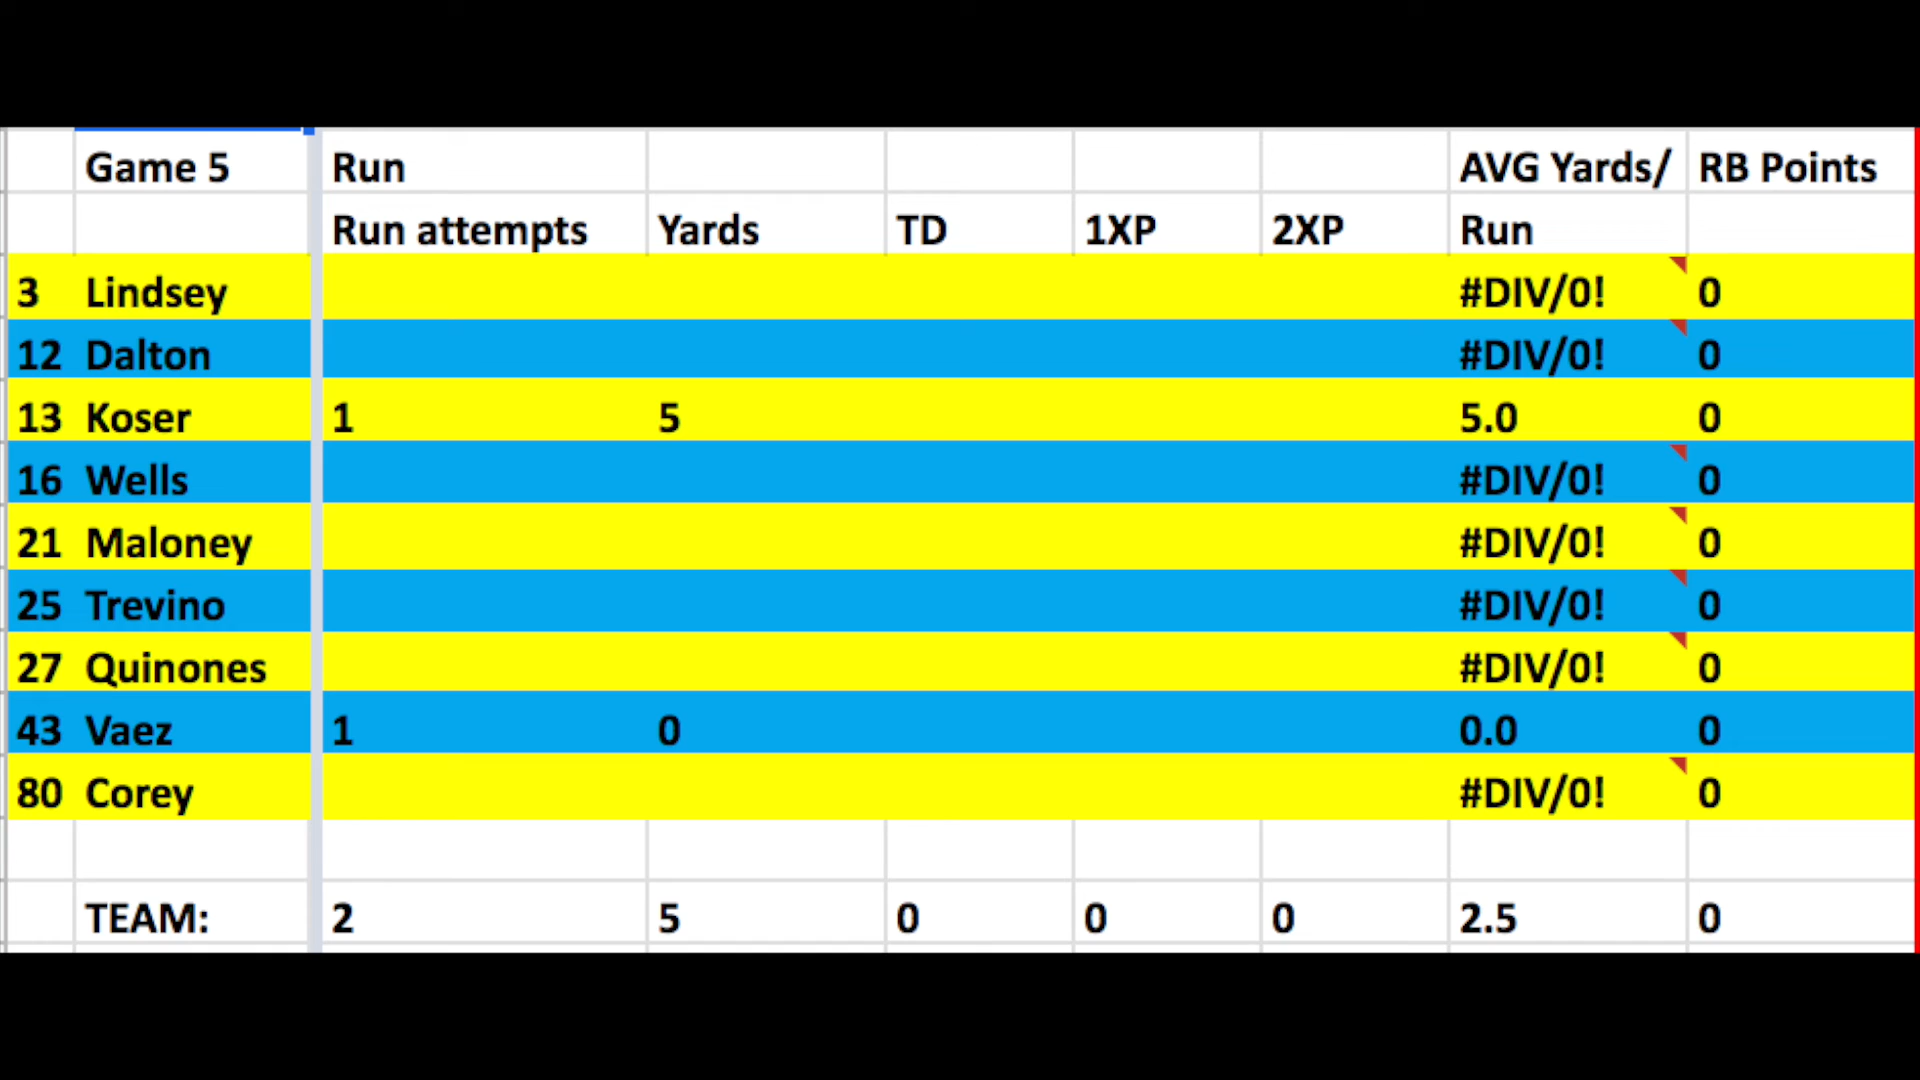 Game 5 Run AVG Yards/ RB Points
Run attempts Yards TD 1XP 2XP Run
3 Lindsey #DIV/0! 0
12 Dalton #DIV/0! 0
13 Koser 1 5 5.0 0
16 Wells #DIV/0! 0
21 Maloney #DIV/0! 0
25 Trevino #DIV/0! 0
27 Quinones #DIV/0! 0
43 Vaez 1 0 0.0 0
80 Corey #DIV/0! 0
TEAM: 2 5 0 0 0 2.5 0